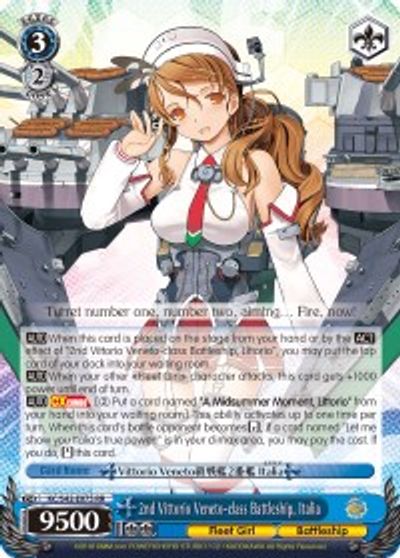 3
2
Turret number one, number two, aiming… Fire, now!
AUTO When this card is placed on the stage from your hand or by the ACT
effect of "2nd Vittorio Veneto-class Battleship, Littorio", you may put the top
card of your clock into your waiting room.
AUTO When your other «Fleet Girl» character attacks, this card gets +1000
power until end of turn.
AUTO [(2) Put a card named "A Midsummer Moment, Littorio" from
your hand into your waiting room] This ability activates up to one time per
turn. When this card's battle opponent becomes
, if a card named "Let me
show you true humans' power" is in your climax area, you may pay the cost. If
you do,
this card.
Card Name
Vittorio Veneto級戦艦2番艦 Italia
9500
2nd Vittorio Veneto-class Battleship, Italia
Fleet Girl
Battleship